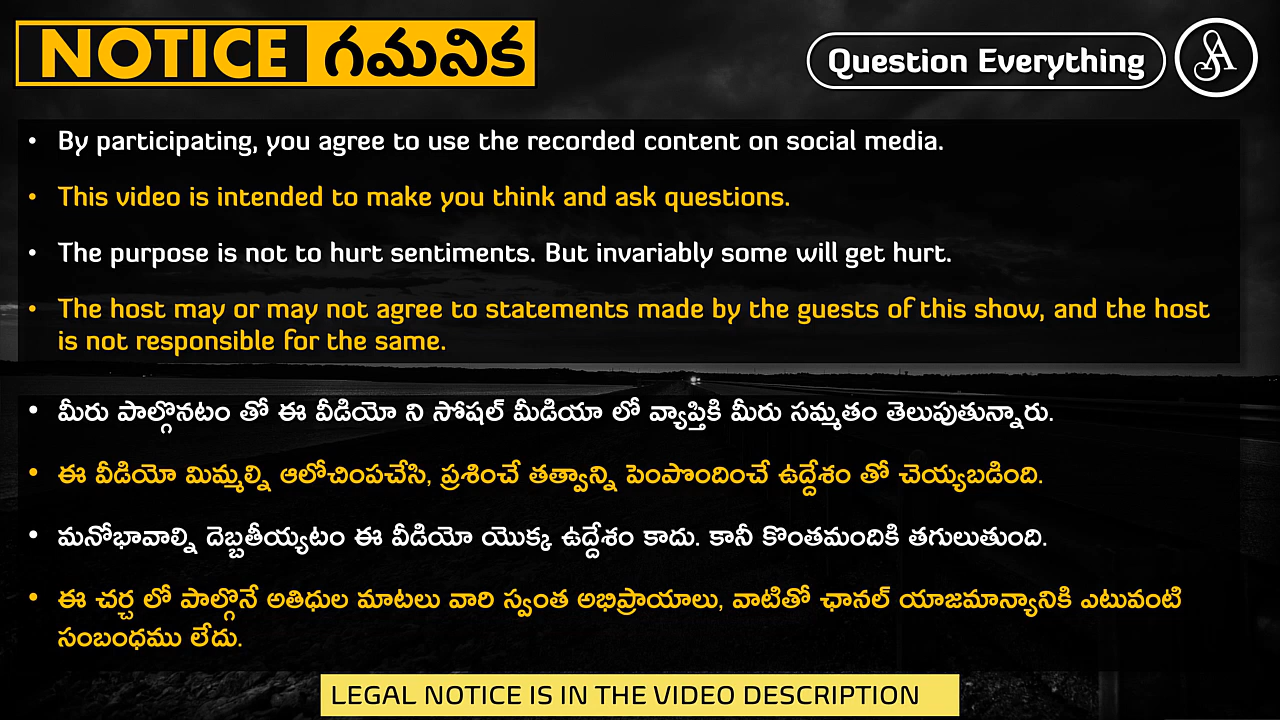 NOTICE గమనిక
Question Everything
• By participating, you agree to use the recorded content on social media.
• This video is intended to make you think and ask questions.
• The purpose is not to hurt sentiments. But invariably some will get hurt.
• The host may or may not agree to statements made by the guests of this show, and the host
is not responsible for the same.
• మీరు పాల్గొనటం తో ఈ వీడియో ని సోషల్ మీడియా లో వ్యాప్తికి మీరు సమ్మతం తెలుపుతున్నారు.
• ఈ వీడియో మిమ్మల్ని ఆలోచింపచేసి, ప్రశించే తత్వాన్ని పెంపొందించే ఉద్దేశం తో చెయ్యబడింది.
• మనోభావాల్ని దెబ్బతీయ్యటం ఈ వీడియో యొక్క ఉద్దేశం కాదు. కానీ కొంతమందికి తగులుతుంది.
• ఈ చర్చ లో పాల్గొనే అతిధుల మాటలు వారి స్వంత అభిప్రాయాలు, వాటితో ఛానల్ యాజమాన్యానికి ఎటువంటి
సంబంధము లేదు.
LEGAL NOTICE IS IN THE VIDEO DESCRIPTION